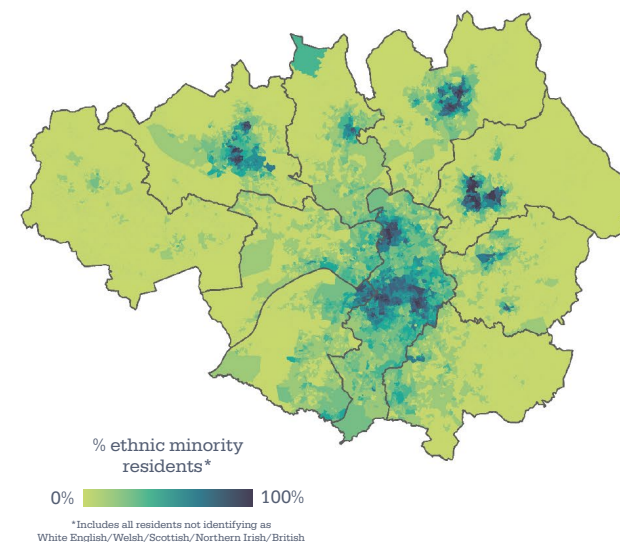 % ethnic minority
residents*
0% 100%
*Includes all residents not identifying as
White English/Welsh/Scottish/Northern Irish/British